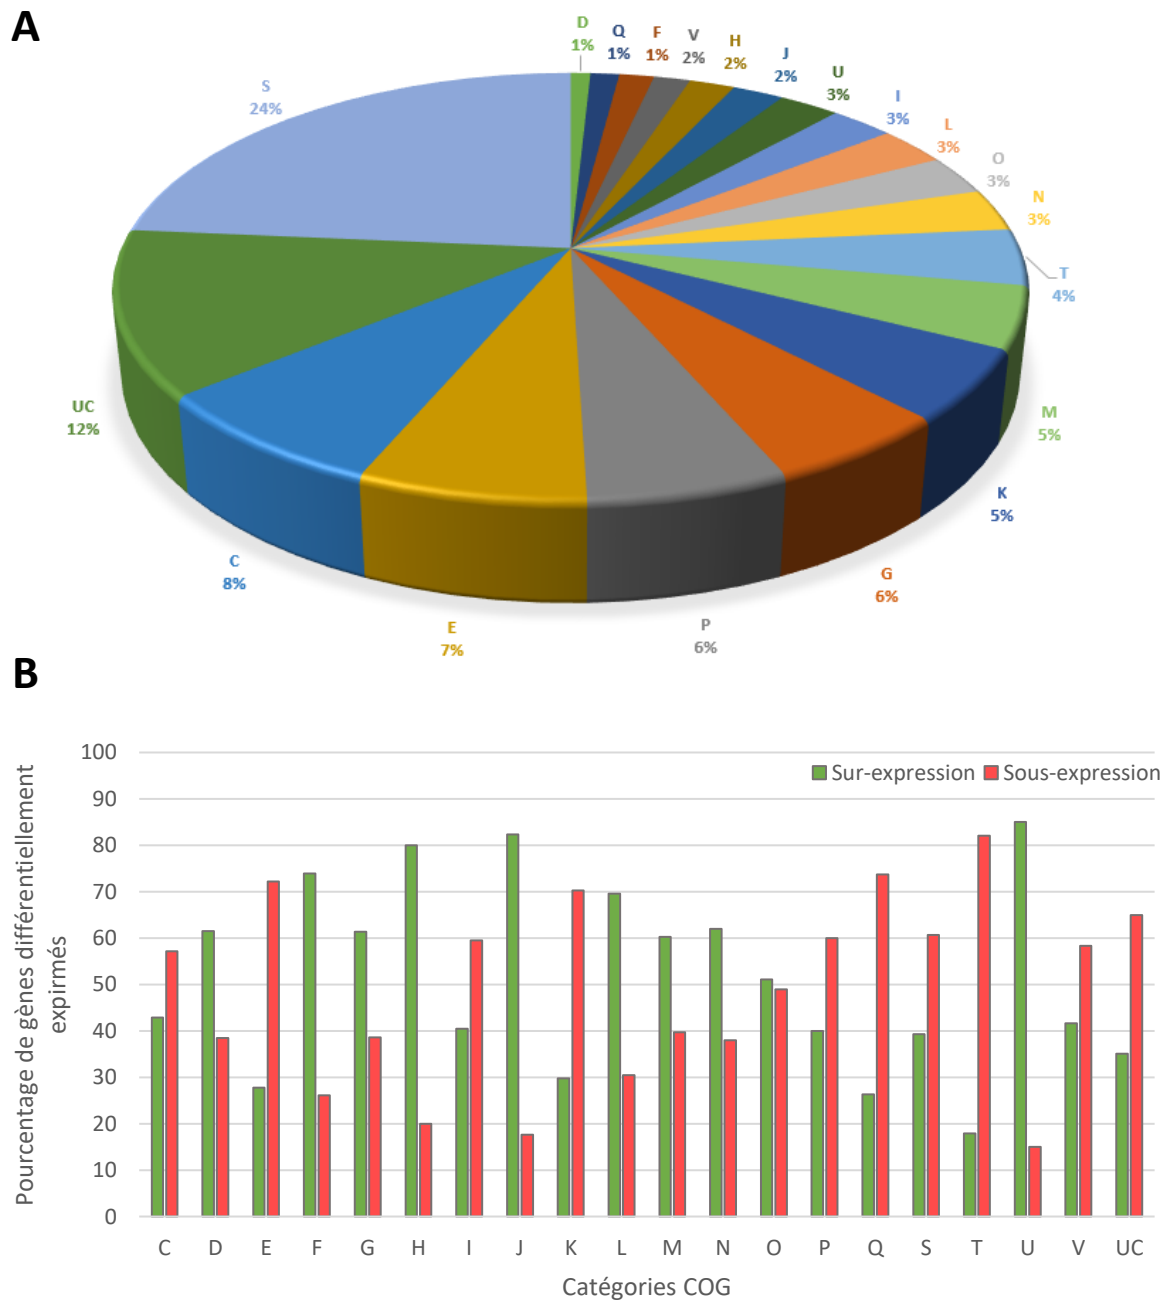 A
D
1%
Q
1%
F
1%
V
2%
H
2%
J
2%
U
3%
I
3%
L
3%
O
3%
N
3%
T
4%
M
5%
K
5%
G
6%
P
6%
E
7%
C
8%
UC
12%
S
24%
B
Pourcentage de gènes différentiellement
expirmés
100
90
80
70
60
50
40
30
20
10
0
Sur-expression Sous-expression
C D E F G H I J K L M N O P Q S T U V UC
Catégories COG